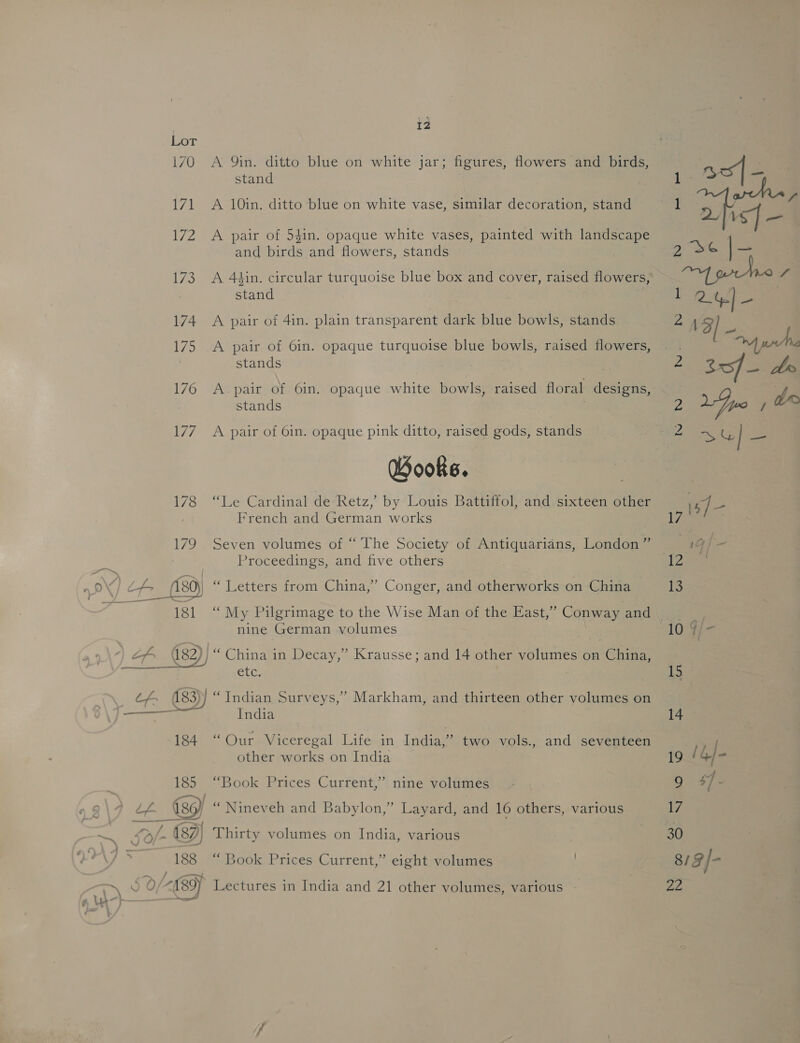 12
Lot
170 A 9in. ditto blue on white jar; figures, flowers and birds,
stand 1 30/-
171 A 10in. ditto blue on white vase, similar decoration, stand 1
172 A pair of 5½in. opaque white vases, painted with landscape
and birds and flowers, stands 2
173 A 4½in. circular turquoise blue box and cover, raised flowers,
stand 1
174 A pair of 4in. plain transparent dark blue bowls, stands 2
175 A pair of 6in. opaque turquoise blue bowls, raised flowers,
stands 2 30/- do
176 A pair of 6in. opaque white bowls, raised floral designs,
stands 2 do
177 A pair of 6in. opaque pink ditto, raised gods, stands 2
Books.
178 “Le Cardinal de Retz,’ by Louis Battiffol, and sixteen other
French and German works 17 15/-
179 Seven volumes of “ The Society of Antiquarians, London ”
Proceedings, and five others 12
180 “ Letters from China,” Conger, and otherworks on China 13
181 “ My Pilgrimage to the Wise Man of the East,” Conway and
nine German volumes 10
182 “ China in Decay,” Krausse; and 14 other volumes on China,
etc. 15
183 “ Indian Surveys,” Markham, and thirteen other volumes on
India 14
184 “ Our Viceregal Life in India,” two vols., and seventeen
other works on India 19
185 “Book Prices Current,” nine volumes 9
186 “ Nineveh and Babylon,” Layard, and 16 others, various 17
187 Thirty volumes on India, various 30
188 “ Book Prices Current,” eight volumes 8
189 Lectures in India and 21 other volumes, various 22